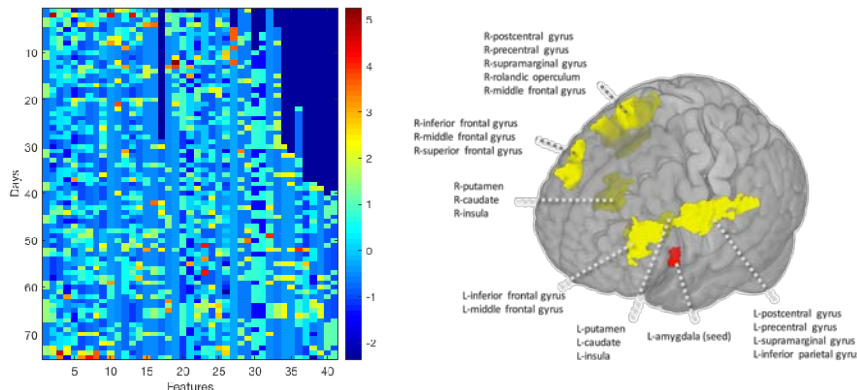 5
4
3
2
1
0
-1
-2
10
20
30
40
50
60
70
Days
5
10
15
20
25
30
35
40
Features
R-postcentral gyrus
R-precentral gyrus
R-supramarginal gyrus
R-rolandic operculum
R-middle frontal gyrus
R-inferior frontal gyrus
R-middle frontal gyrus
R-superior frontal gyrus
R-putamen
R-caudate
R-insula
L-inferior frontal gyrus
L-middle frontal gyrus
L-putamen
L-caudate
L-insula
L-amygdala (seed)
L-postcentral gyrus
L-precentral gyrus
L-supramarginal gyrus
L-inferior parietal gyru